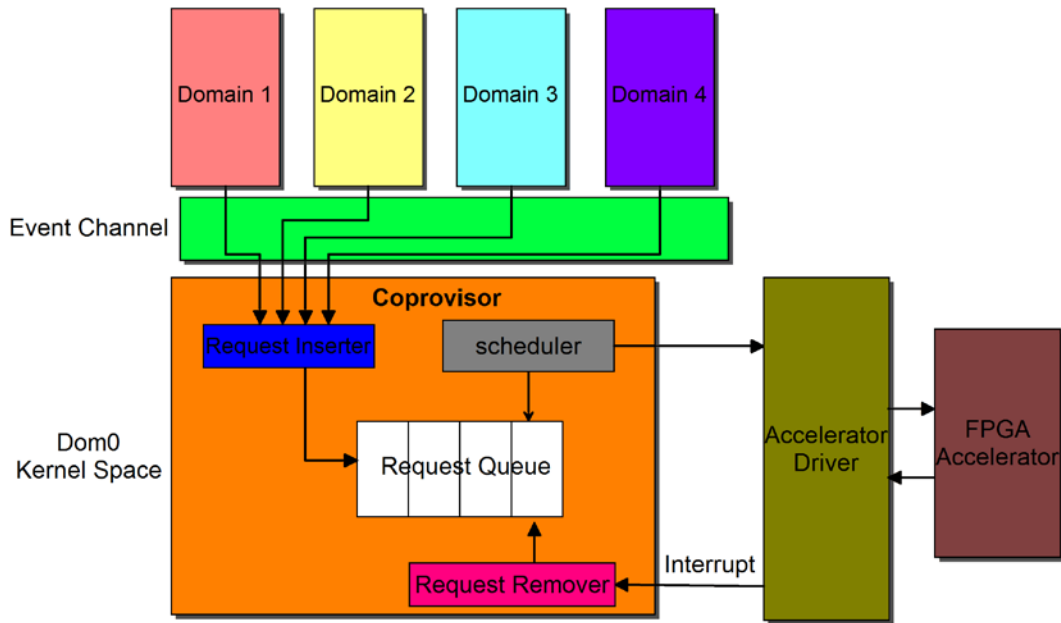 Domain 1
Domain 2
Domain 3
Domain 4
Event Channel
Coprovisor
Request Inserter
scheduler
Dom0
Kernel Space
Request Queue
Accelerator
Driver
FPGA
Accelerator
Interrupt
Request Remover